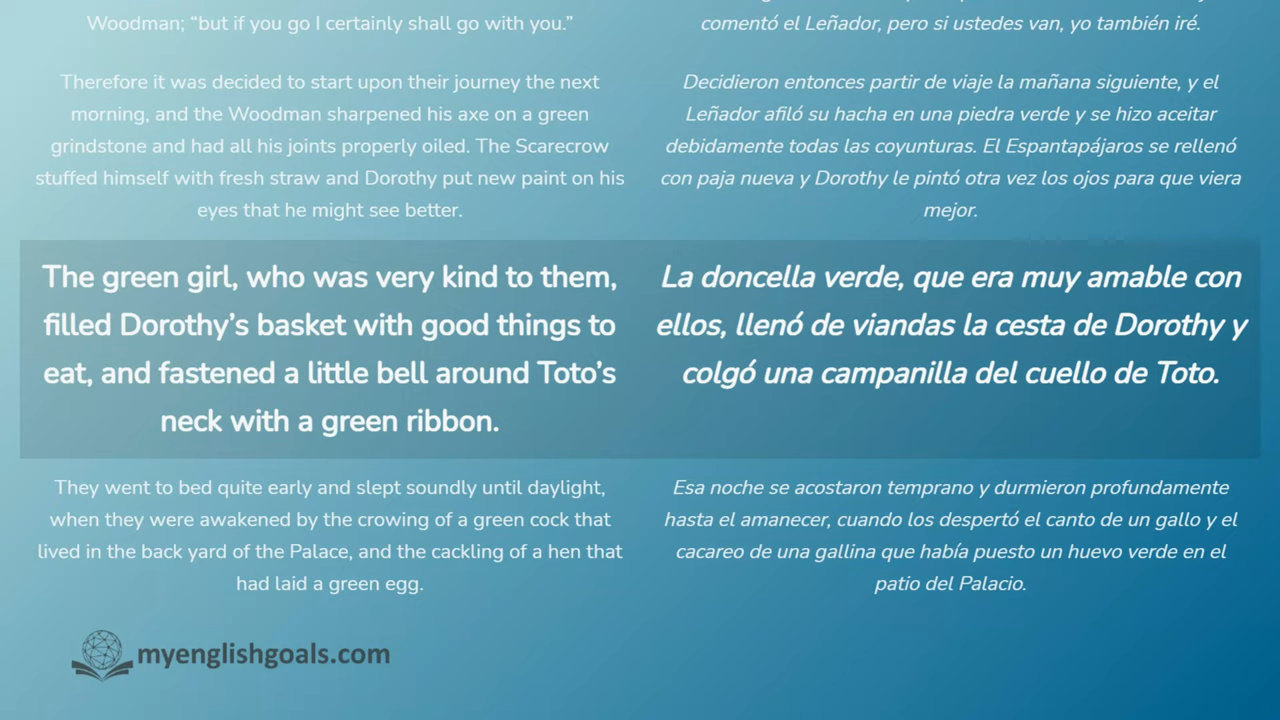 Woodman; “but if you go I certainly shall go with you.”
Therefore it was decided to start upon their journey the next
morning, and the Woodman sharpened his axe on a green
grindstone and had all his joints properly oiled. The Scarecrow
stuffed himself with fresh straw and Dorothy put new paint on his
eyes that he might see better.
The green girl, who was very kind to them,
filled Dorothy’s basket with good things to
eat, and fastened a little bell around Toto’s
neck with a green ribbon.
They went to bed quite early and slept soundly until daylight,
when they were awakened by the crowing of a green cock that
lived in the back yard of the Palace, and the cackling of a hen that
had laid a green egg.
comentó el Leñador, pero si ustedes van, yo también iré.
Decidieron entonces partir de viaje la mañana siguiente, y el
Leñador afiló su hacha en una piedra verde y se hizo aceitar
debidamente todas las coyunturas. El Espantapájaros se rellenó
con paja nueva y Dorothy le pintó otra vez los ojos para que viera
mejor.
La doncella verde, que era muy amable con
ellos, llenó de viandas la cesta de Dorothy y
colgó una campanilla del cuello de Toto.
Esa noche se acostaron temprano y durmieron profundamente
hasta el amanecer, cuando los despertó el canto de un gallo y el
cacareo de una gallina que había puesto un huevo verde en el
patio del Palacio.
myenglishgoals.com